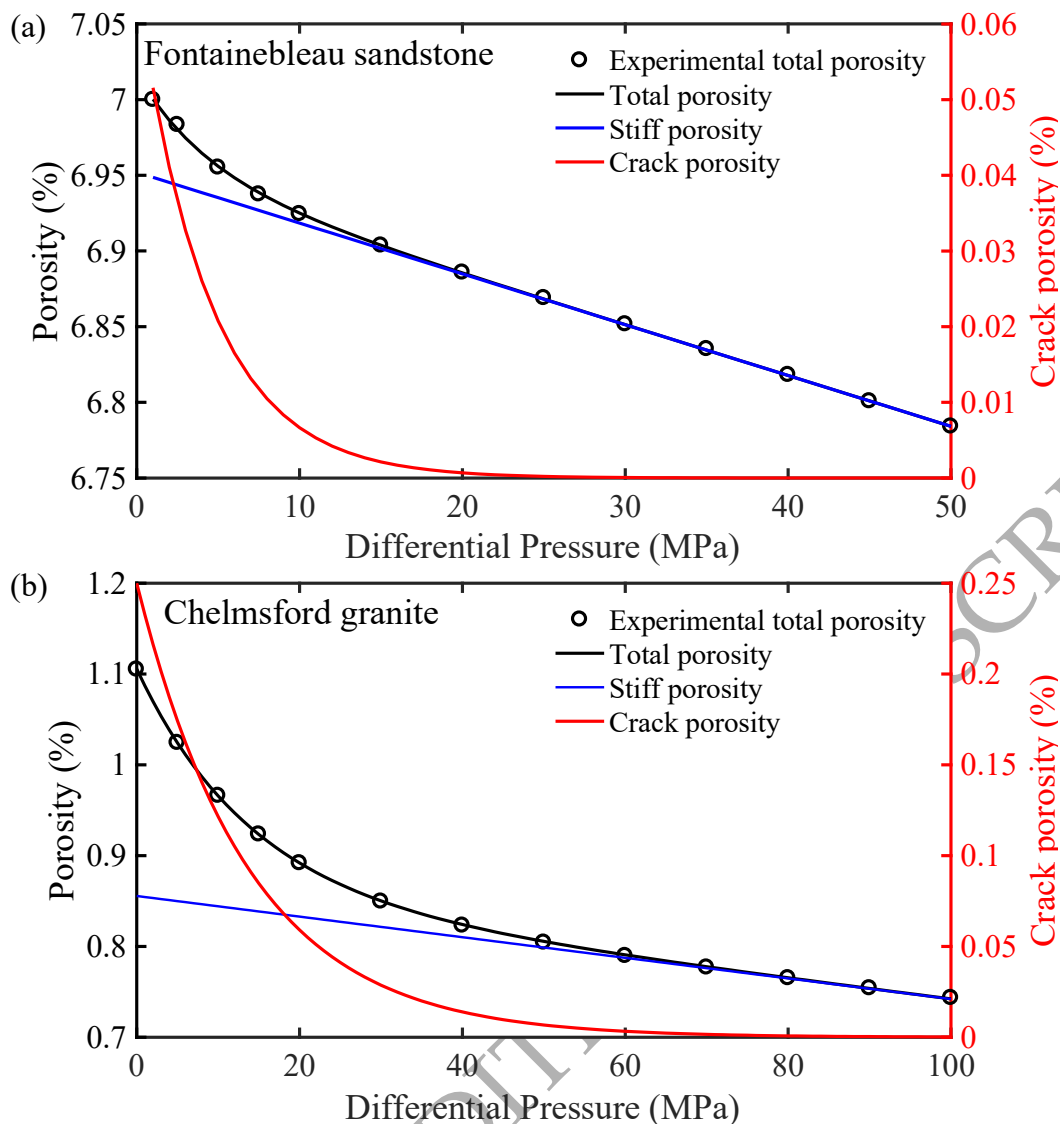 (a)
Fontainebleau sandstone
Experimental total porosity
Total porosity
Stiff porosity
Crack porosity
7.05
7
6.95
6.9
6.85
6.8
6.75
Porosity (%)
0.06
0.05
0.04
0.03
0.02
0.01
0
Crack porosity (%)
0 10 20 30 40 50
Differential Pressure (MPa)
(b)
Chelmsford granite
Experimental total porosity
Total porosity
Stiff porosity
Crack porosity
1.2
1.1
1
0.9
0.8
0.7
Porosity (%)
0.25
0.2
0.15
0.1
0.05
0
Crack porosity (%)
0 20 40 60 80 100
Differential Pressure (MPa)